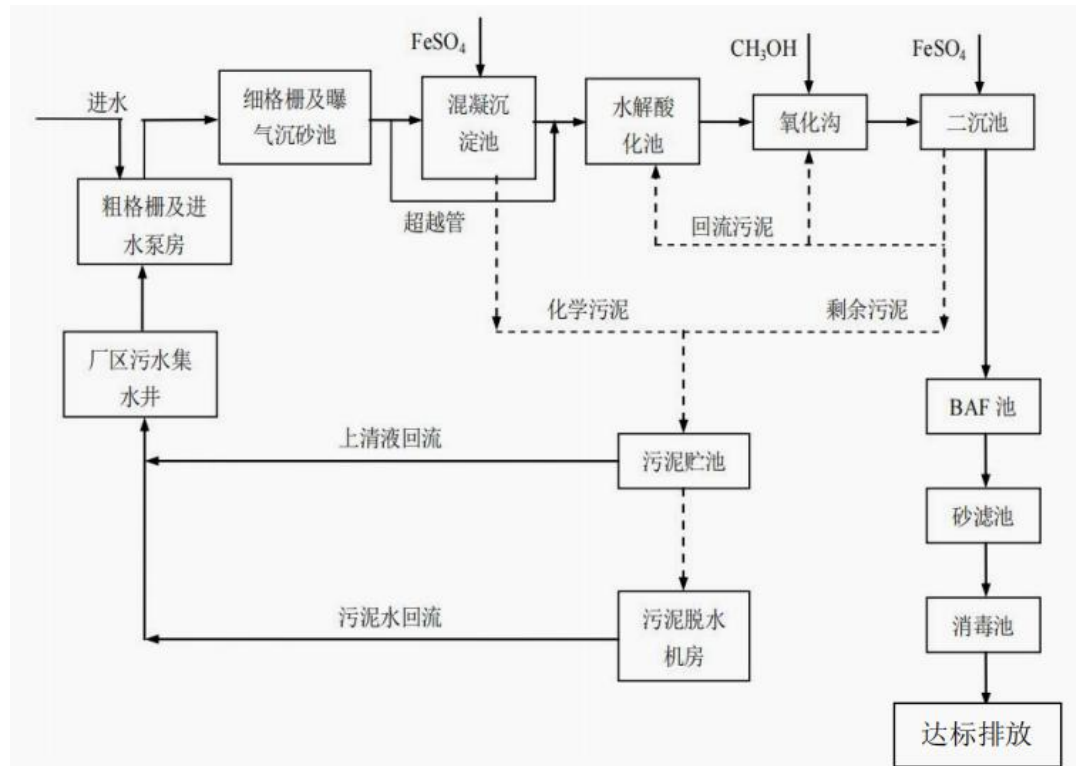 FeSO₄
CH₃OH
FeSO₄
进水
细格栅及曝
气沉砂池
混凝沉
淀池
水解酸
化池
氧化沟
二沉池
粗格栅及进
水泵房
超越管
回流污泥
化学污泥
剩余污泥
厂区污水集
水井
BAF 池
上清液回流
污泥贮池
砂滤池
污泥水回流
污泥脱水
机房
消毒池
达标排放